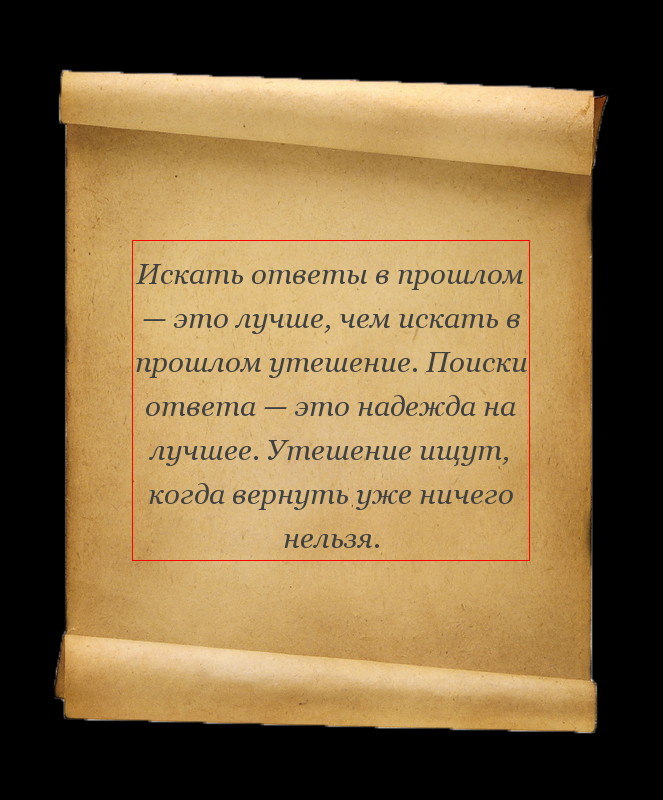 Искать ответы в прошлом
— это лучше, чем искать в
прошлом утешение. Поиски
ответа — это надежда на
лучшее. Утешение ищут,
когда вернуть уже ничего
нельзя.